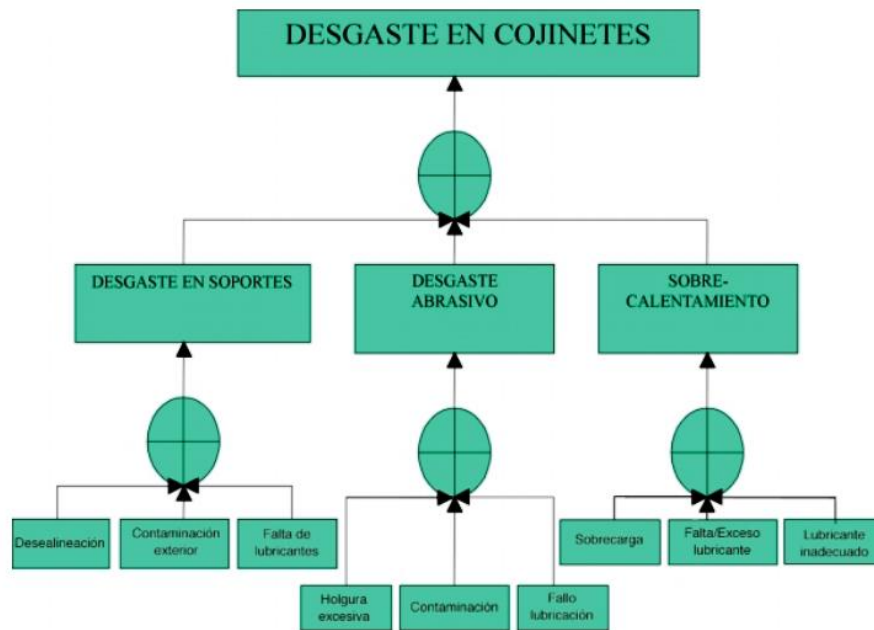 DESGASTE EN COJINETES
DESGASTE EN SOPORTES
DESGASTE
ABRASIVO
SOBRE-
CALENTAMIENTO
Desealineación
Contaminación
exterior
Falta de
lubricantes
Holgura
excesiva
Contaminación
Fallo
lubricación
Sobrecarga
Falta/Exceso
lubricante
Lubricante
inadecuado